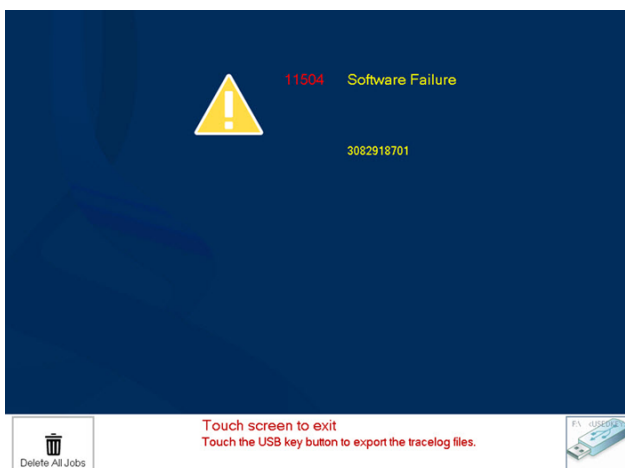 11504 Software Failure
3082918701
Touch screen to exit
Touch the USB key button to export the tracelog files.
Delete All Jobs